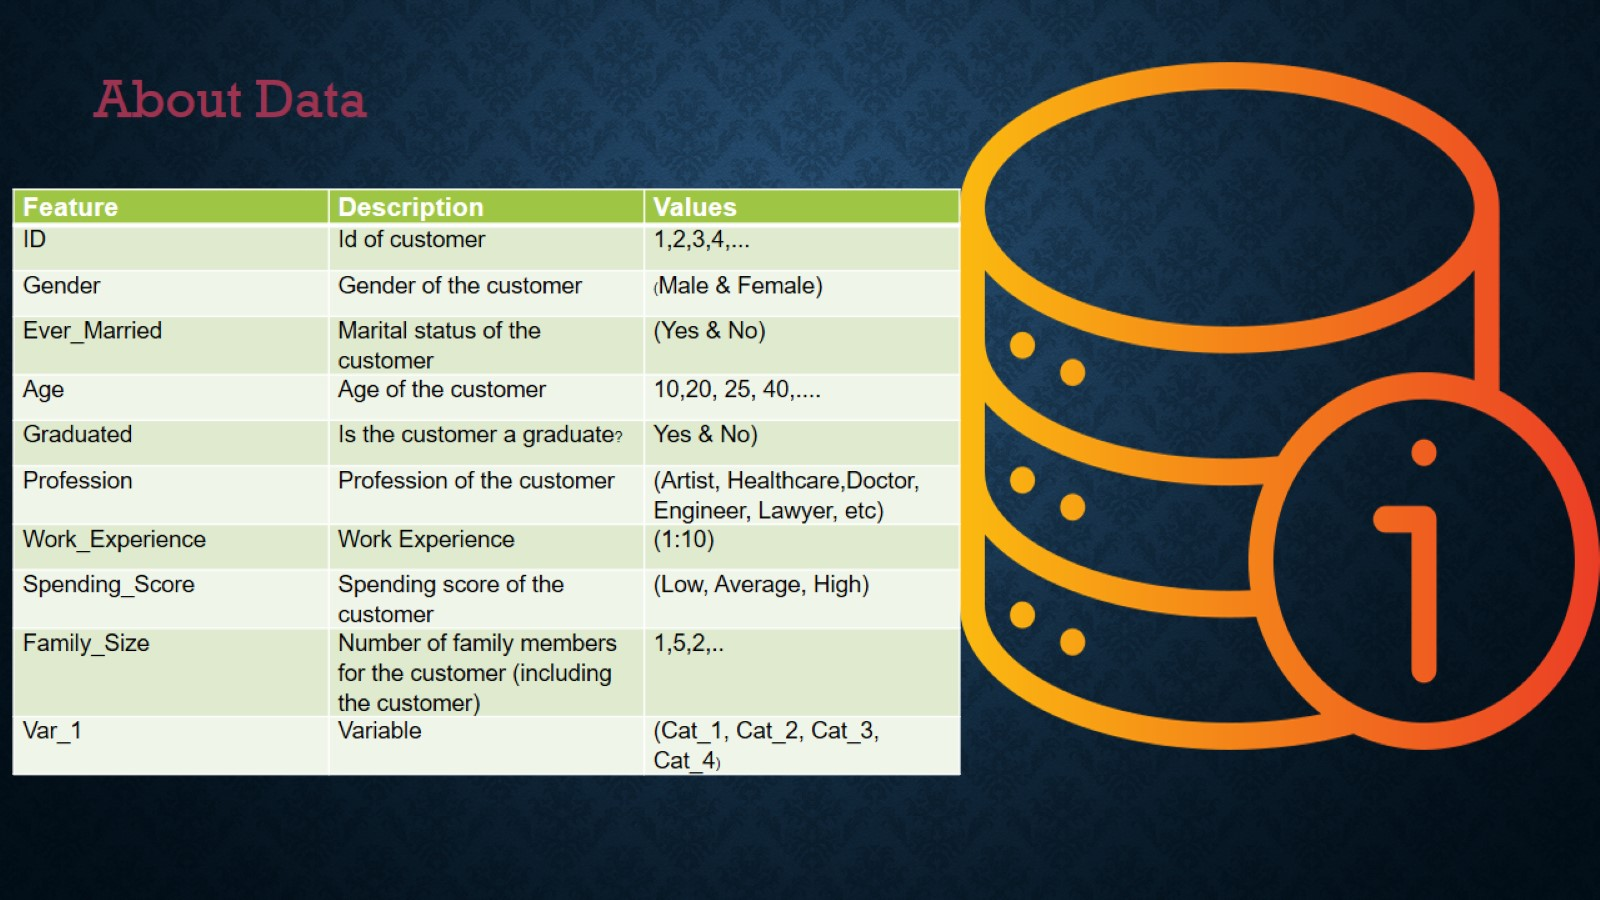 About Data
Feature Description Values
ID Id of customer 1,2,3,4,...
Gender Gender of the customer (Male & Female)
Ever_Married Marital status of the (Yes & No)
customer
Age Age of the customer 10,20, 25, 40,....
Graduated Is the customer a graduate? Yes & No)
Profession Profession of the customer (Artist, Healthcare,Doctor,
Engineer, Lawyer, etc)
Work_Experience Work Experience (1:10)
Spending_Score Spending score of the (Low, Average, High)
customer
Family_Size Number of family members 1,5,2,..
for the customer (including
the customer)
Var_1 Variable (Cat_1, Cat_2, Cat_3,
Cat_4)